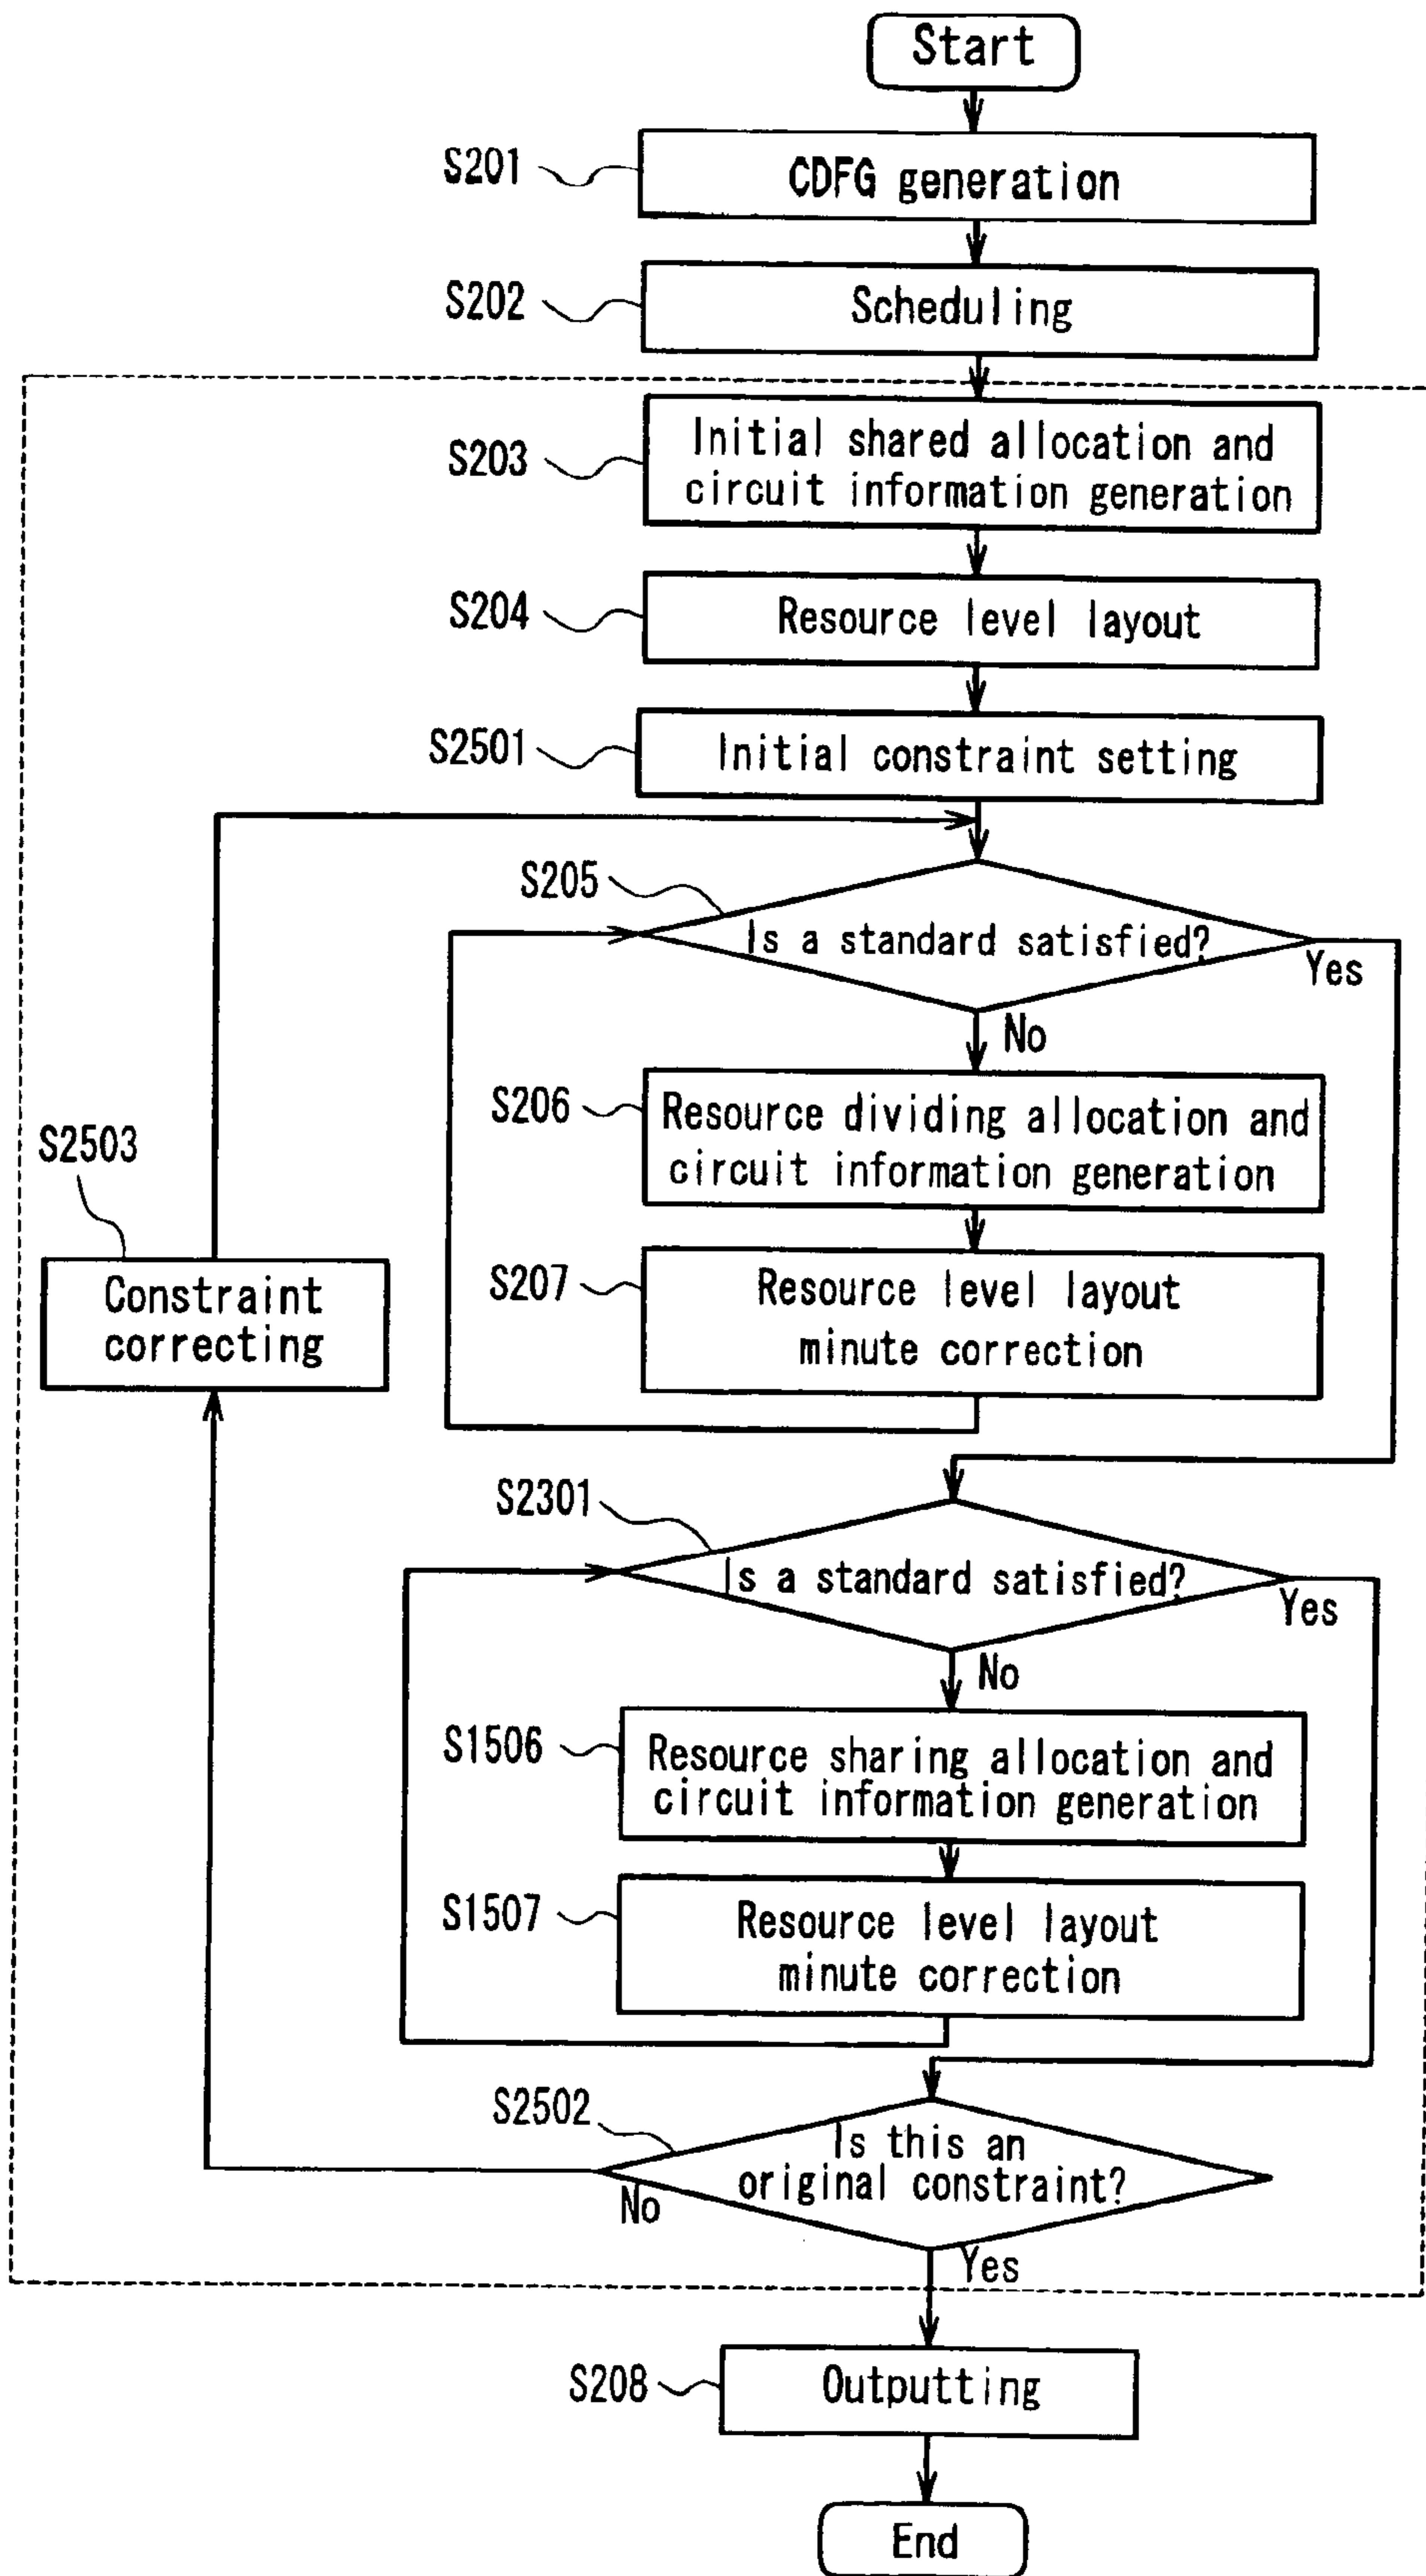 Start
S201
CDFG generation
S202
Scheduling
S203
Initial shared allocation and
circuit information generation
S204
Resource level layout
S2501
Initial constraint setting
S205
Is a standard satisfied?
Yes
No
S206
Resource dividing allocation and
circuit information generation
S2503
Constraint
correcting
S207
Resource level layout
minute correction
S2301
Is a standard satisfied?
Yes
No
S1506
Resource sharing allocation and
circuit information generation
S1507
Resource level layout
minute correction
S2502
Is this an
original constraint?
No
Yes
S208
Outputting
End